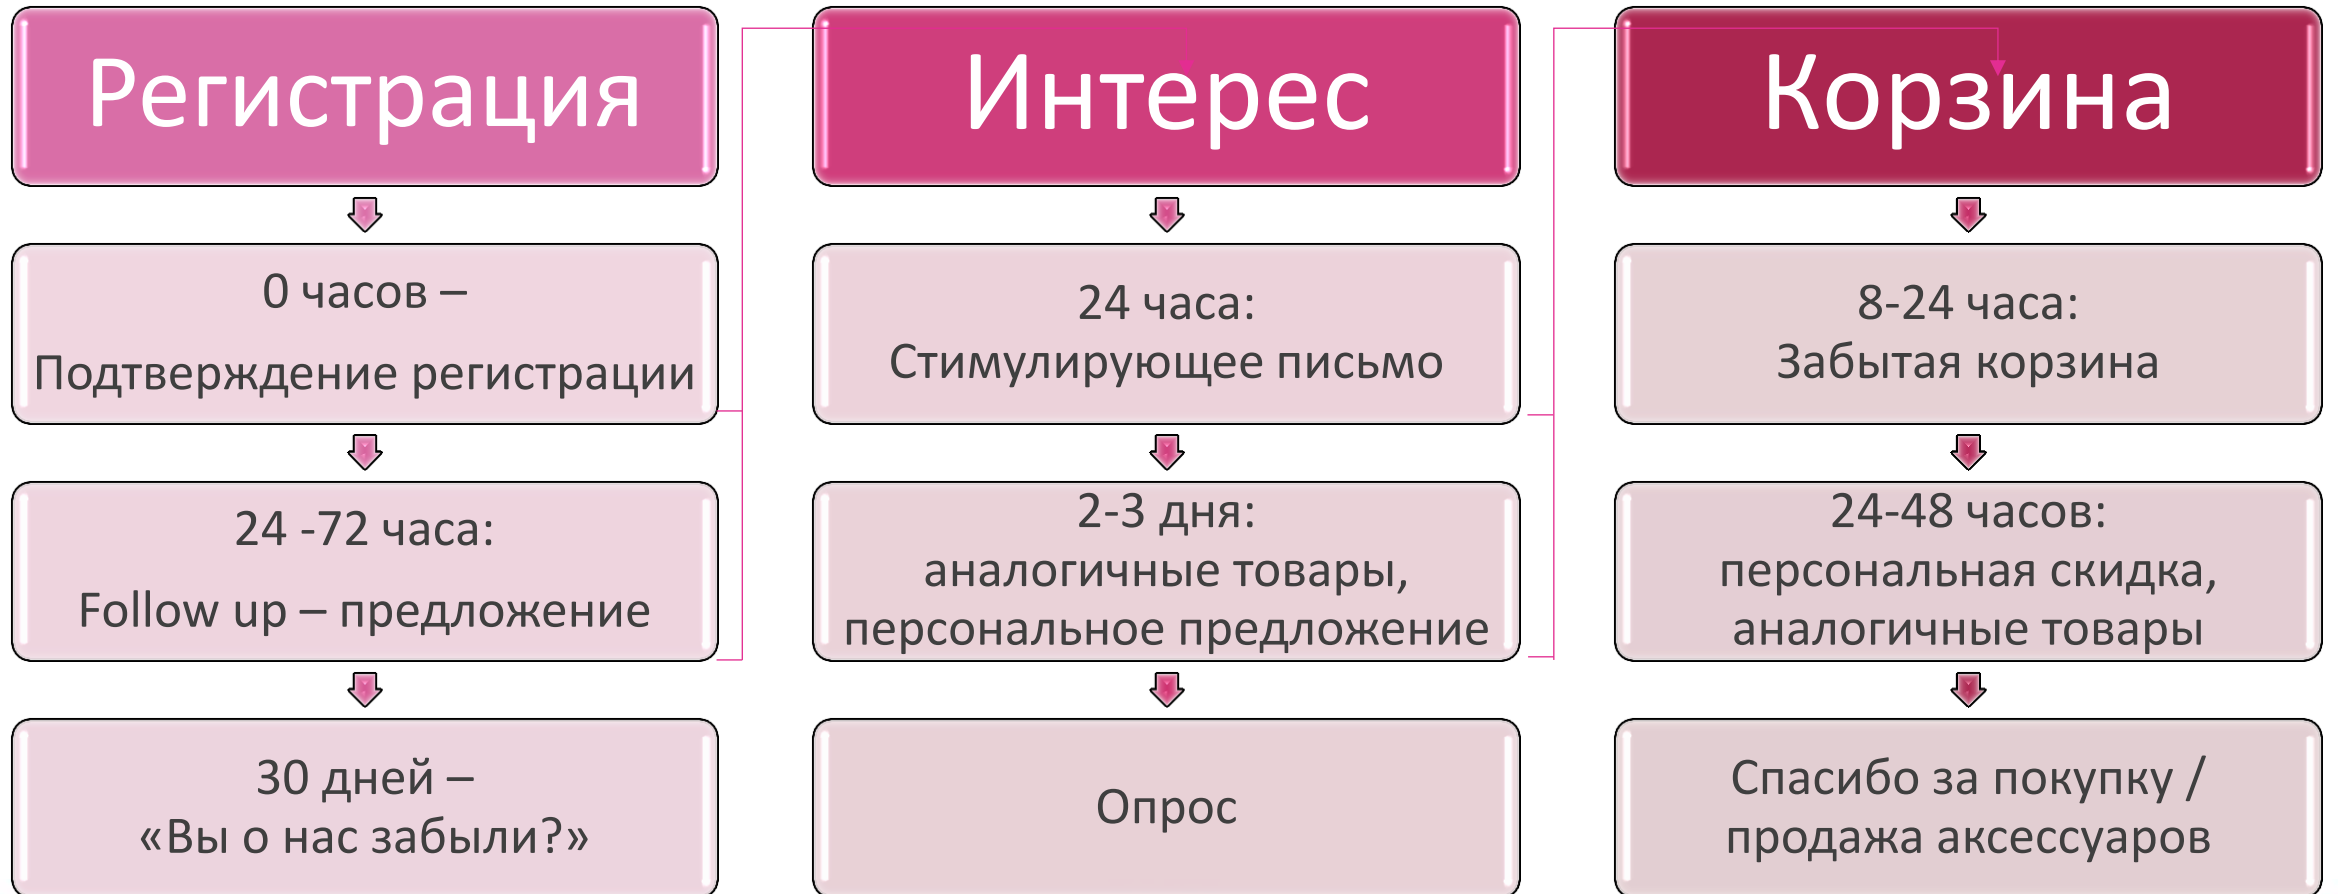 Регистрация
0 часов –
Подтверждение регистрации
24 -72 часа:
Follow up – предложение
30 дней –
«Вы о нас забыли?»
Интерес
24 часа:
Стимулирующее письмо
2-3 дня:
аналогичные товары,
персональное предложение
Опрос
Корзина
8-24 часа:
Забытая корзина
24-48 часов:
персональная скидка,
аналогичные товары
Спасибо за покупку /
продажа аксессуаров